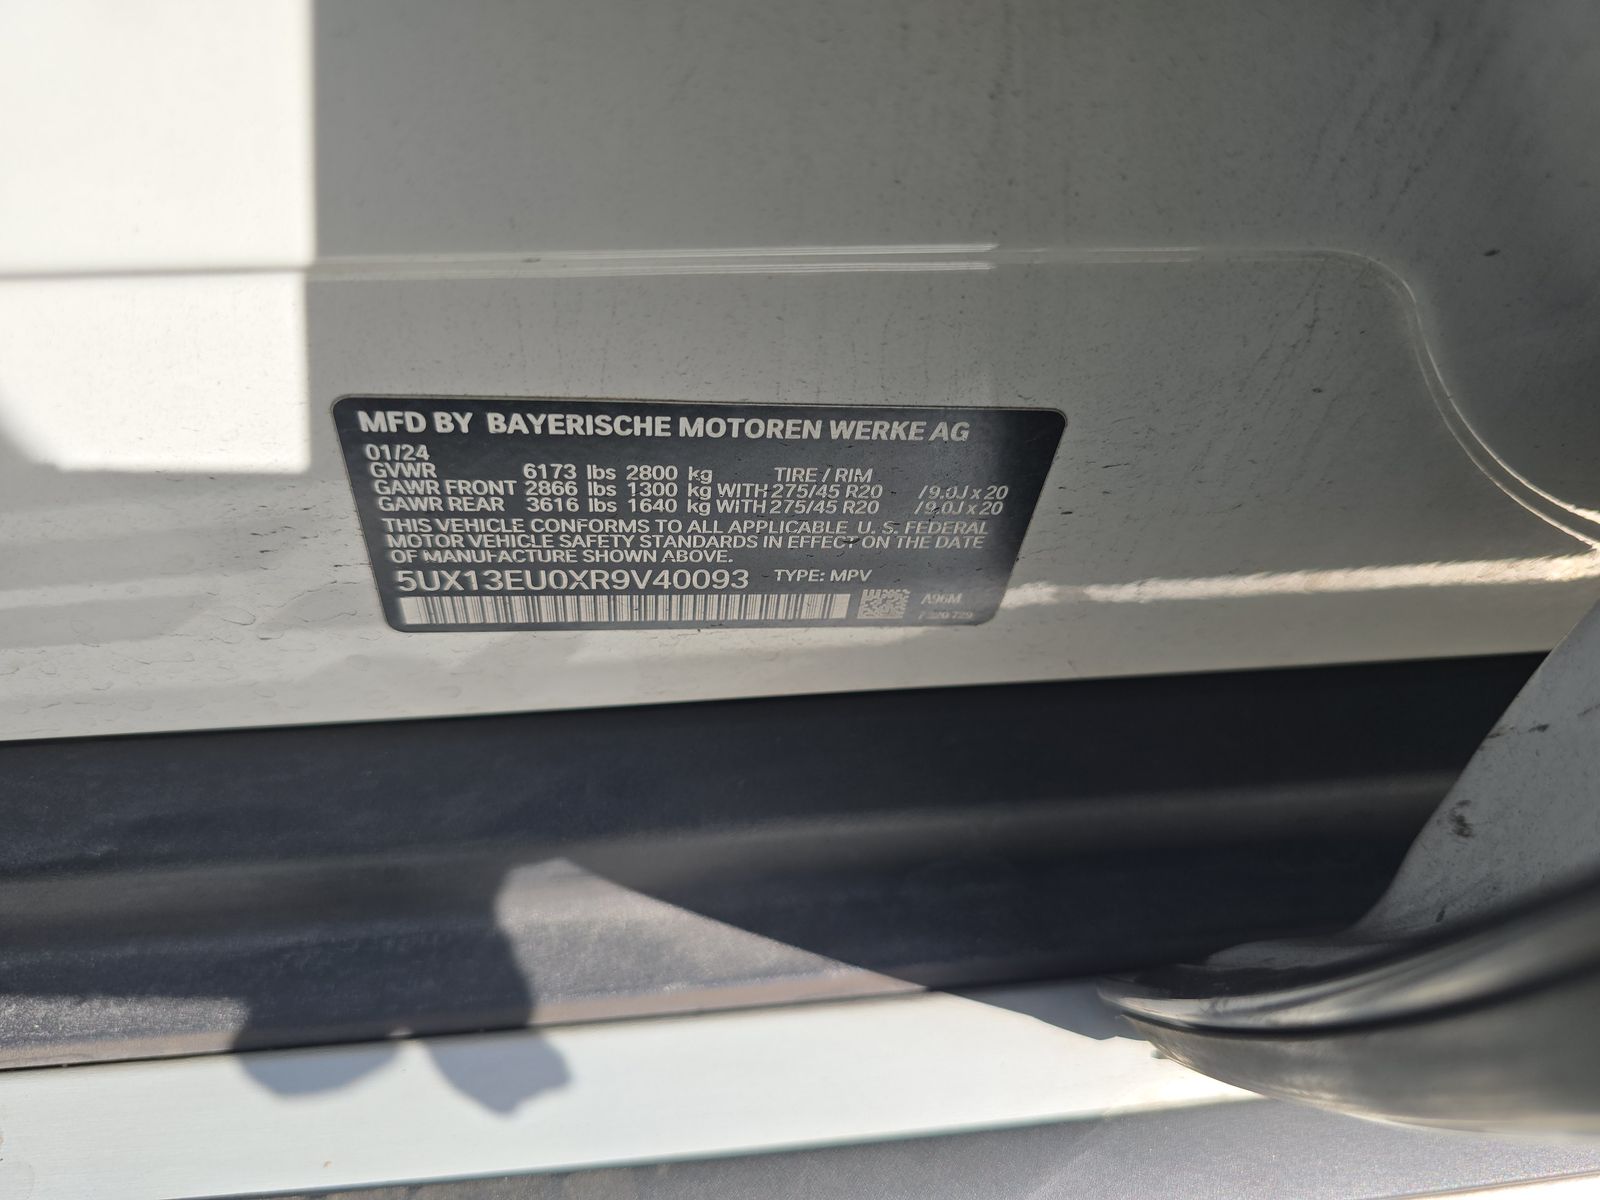 MFD BY BAYERISCHE MOTOREN WERKE AG
01/24
GVWR 6173 lbs 2800 kg TIRE / RIM
GAWR FRONT 2866 lbs 1300 kg WITH 275/45 R20 /9.0J x 20
GAWR REAR 3616 lbs 1640 kg WITH 275/45 R20 /9.0J x 20
THIS VEHICLE CONFORMS TO ALL APPLICABLE U. S. FEDERAL
MOTOR VEHICLE SAFETY STANDARDS IN EFFECT ON THE DATE
OF MANUFACTURE SHOWN ABOVE.
5UX13EU0XR9V40093 TYPE: MPV
A96M